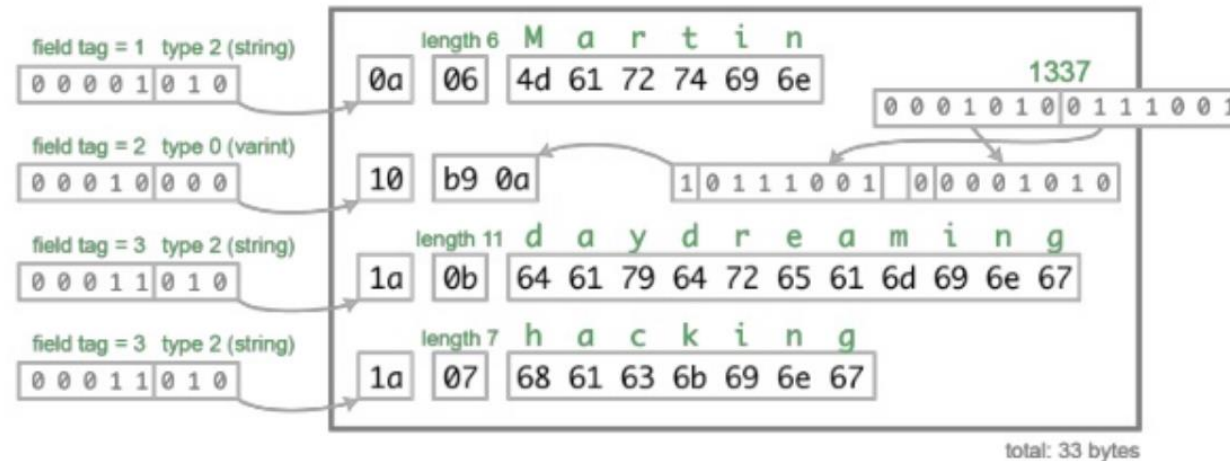 field tag = 1 type 2 (string)
0 0 0 0 1 0 1 0
length 6 M a r t i n
0a 06 4d 61 72 74 69 6e
1337
0 0 0 1 0 1 0 0 1 1 1 0 0 1
field tag = 2 type 0 (varint)
0 0 0 1 0 0 0 0
10 b9 0a
1 0 1 1 1 0 0 1 0 0 0 0 1 0 1 0
field tag = 3 type 2 (string)
0 0 0 1 1 0 1 0
length 11 d a y d r e a m i n g
1a 0b 64 61 79 64 72 65 61 6d 69 6e 67
field tag = 3 type 2 (string)
0 0 0 1 1 0 1 0
length 7 h a c k i n g
1a 07 68 61 63 6b 69 6e 67
total: 33 bytes